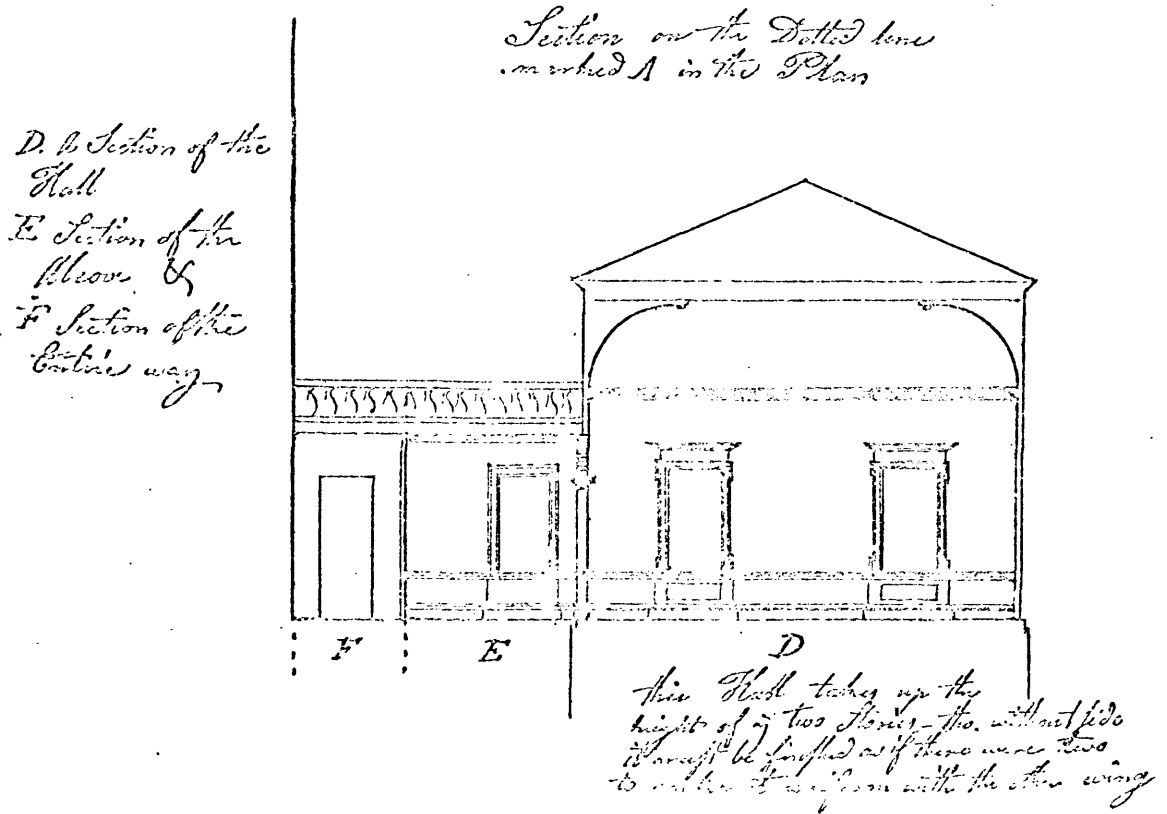 Section on the Dotted line
marked A in the Plan
D. A Section of the
Hall
E Section of the
Alcove &
F Section of the
Entire way
F E D
this Hall takes up the
height of ye two Stories - tho. without side
it must be finished as if there were two
to make it uniform with the other wing